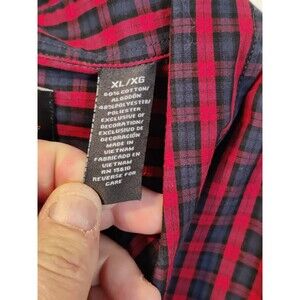 XL/XG
60% COTTON/
ALGODÓN
40% POLYESTER/
POLIÉSTER
EXCLUSIVE OF
DECORATION/
EXCLUSIVO DE
DECORACIÓN
MADE IN
VIETNAM
FABRICADO EN
VIETNAM
RN 15610
REVERSE FOR
CARE